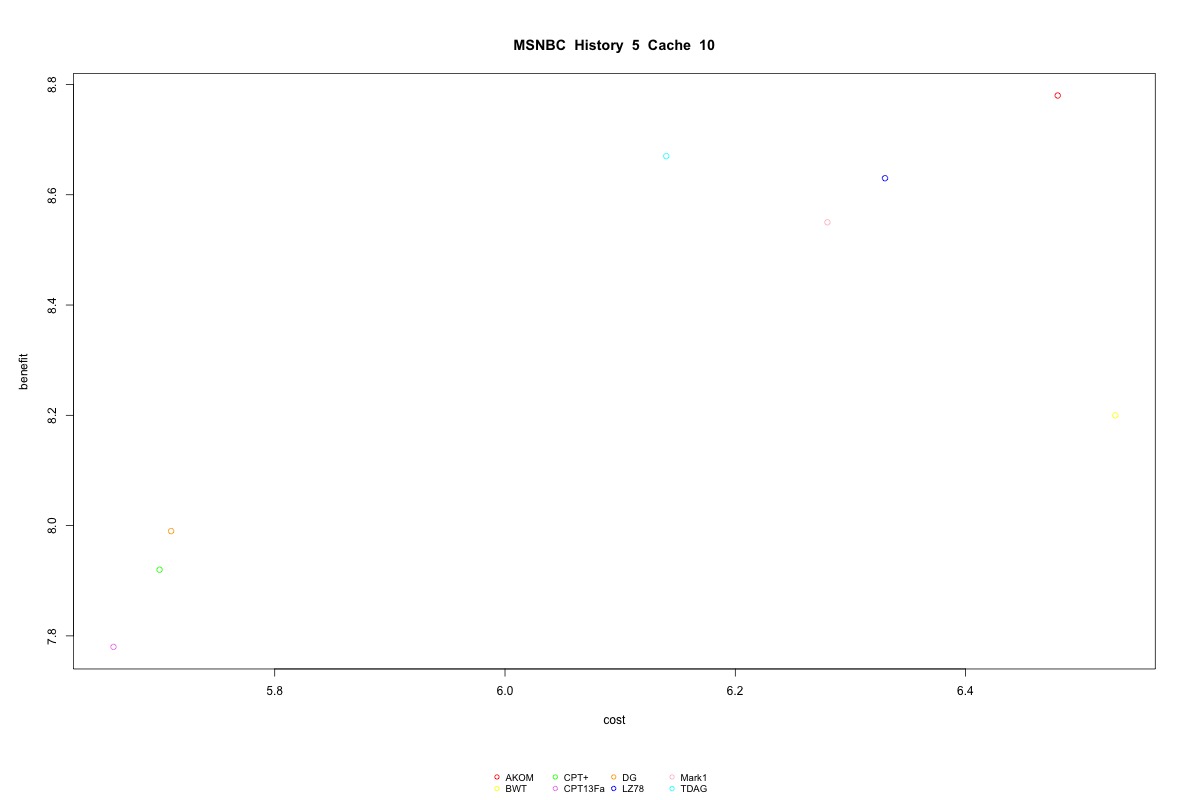 MSNBC History 5 Cache 10
8.8
8.6
8.4
8.2
8.0
7.8
benefit
5.8 6.0 6.2 6.4
cost
AKOM CPT+ DG Mark1
BWT CPT13Fa LZ78 TDAG